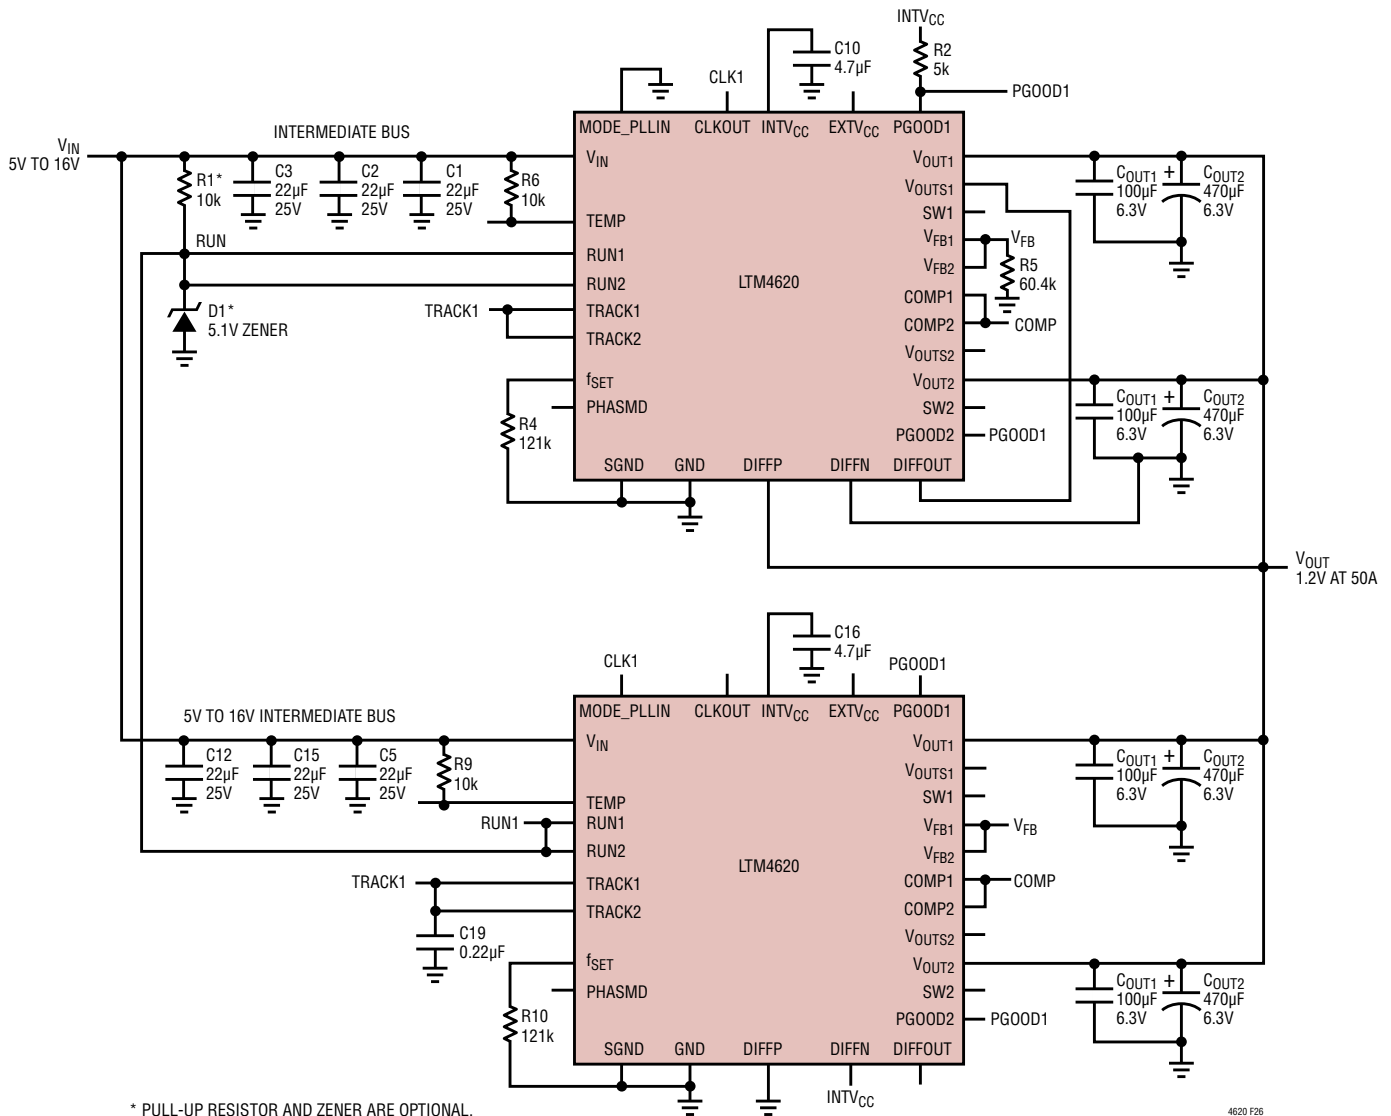 INTVCC
R2
5k
PGOOD1
C10
4.7µF
CLK1
MODE_PLLIN
CLKOUT
INTVCC
EXTVCC
PGOOD1
VIN
5V TO 16V
INTERMEDIATE BUS
R1*
10k
C3
22µF
25V
C2
22µF
25V
C1
22µF
25V
R6
10k
RUN
D1*
5.1V ZENER
TRACK1
R4
121k
VIN
TEMP
RUN1
RUN2
TRACK1
TRACK2
fSET
PHASMD
SGND
GND
DIFFP
DIFFN
DIFFOUT
LTM4620
VOUT1
VOUTS1
SW1
VFB1
VFB2
COMP1
COMP2
VOUTS2
VOUT2
SW2
PGOOD2
VFB
R5
60.4k
COMP
PGOOD1
COUT1
100µF
6.3V
+
COUT2
470µF
6.3V
COUT1
100µF
6.3V
+
COUT2
470µF
6.3V
VOUT
1.2V AT 50A
C16
4.7µF
CLK1
PGOOD1
MODE_PLLIN
CLKOUT
INTVCC
EXTVCC
PGOOD1
5V TO 16V INTERMEDIATE BUS
C12
22µF
25V
C15
22µF
25V
C5
22µF
25V
R9
10k
RUN1
TRACK1
C19
0.22µF
R10
121k
VIN
TEMP
RUN1
RUN2
TRACK1
TRACK2
fSET
PHASMD
SGND
GND
DIFFP
DIFFN
DIFFOUT
LTM4620
VOUT1
VOUTS1
SW1
VFB1
VFB2
COMP1
COMP2
VOUTS2
VOUT2
SW2
PGOOD2
VFB
COMP
PGOOD1
COUT1
100µF
6.3V
+
COUT2
470µF
6.3V
COUT1
100µF
6.3V
+
COUT2
470µF
6.3V
INTVCC
* PULL-UP RESISTOR AND ZENER ARE OPTIONAL.
4620 F26